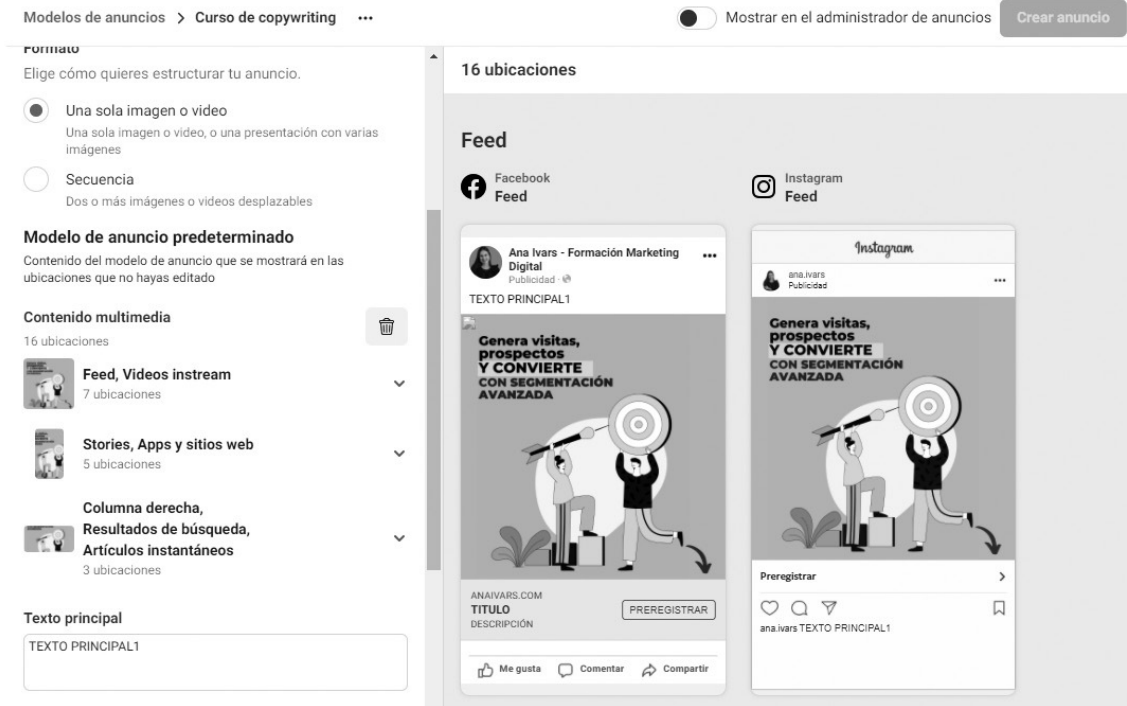 Modelos de anuncios > Curso de copywriting ...
Mostrar en el administrador de anuncios
Crear anuncio
Formato
Elige cómo quieres estructurar tu anuncio.
Una sola imagen o video
Una sola imagen o video, o una presentación con varias
imágenes
Secuencia
Dos o más imágenes o videos desplazables
Modelo de anuncio predeterminado
Contenido del modelo de anuncio que se mostrará en las
ubicaciones que no hayas editado
Contenido multimedia
16 ubicaciones
Feed, Videos instream
7 ubicaciones
Stories, Apps y sitios web
5 ubicaciones
Columna derecha,
Resultados de búsqueda,
Artículos instantáneos
3 ubicaciones
Texto principal
TEXTO PRINCIPAL1
16 ubicaciones
Feed
Facebook
Feed
Ana Ivars - Formación Marketing
Digital
Publicidad ·
TEXTO PRINCIPAL1
Genera visitas,
prospectos
Y CONVIERTE
CON SEGMENTACIÓN
AVANZADA
ANAIVARS.COM
TITULO
DESCRIPCIÓN
PREREGISTRAR
Me gusta
Comentar
Compartir
Instagram
Feed
Instagram
ana.ivars
Publicidad
Genera visitas,
prospectos
Y CONVIERTE
CON SEGMENTACIÓN
AVANZADA
Preregistrar
ana.ivars TEXTO PRINCIPAL1